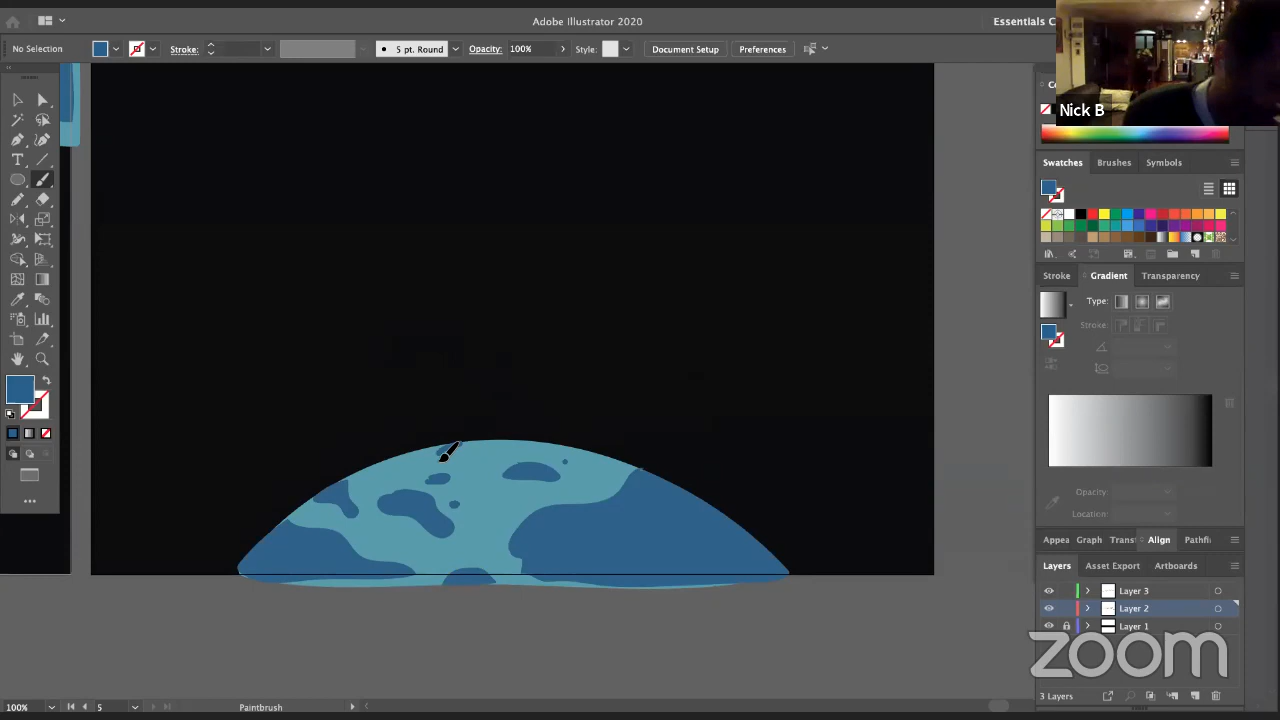 Adobe Illustrator 2020
Essentials C
Nick B
No Selection
Stroke:
5 pt. Round
Opacity:
100%
Style:
Document Setup
Preferences
Co
Swatches
Brushes
Symbols
Stroke
Gradient
Transparency
Type:
Stroke:
Opacity:
Location:
Appea
Graph
Transf
Align
Pathfi
Layers
Asset Export
Artboards
Layer 3
Layer 2
Layer 1
zoom
3 Layers
100%
5
Paintbrush